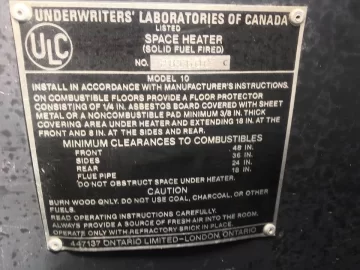 UNDERWRITERS' LABORATORIES OF CANADA
ULC
LISTED
SPACE HEATER
(SOLID FUEL FIRED)
NO. C
MODEL 10
INSTALL IN ACCORDANCE WITH MANUFACTURER'S INSTRUCTIONS.
ON COMBUSTIBLE FLOORS PROVIDE A FLOOR PROTECTOR
CONSISTING OF 1/4 IN. ASBESTOS BOARD COVERED WITH SHEET
METAL OR A NONCOMBUSTIBLE PAD MINIMUM 3/8 IN. THICK
COVERING AREA UNDER HEATER AND EXTENDING 18 IN. AT THE
FRONT AND 8 IN. AT THE SIDES AND REAR.
MINIMUM CLEARANCES TO COMBUSTIBLES
FRONT 48 IN.
SIDES 36 IN.
REAR 24 IN.
FLUE PIPE 18 IN.
DO NOT OBSTRUCT SPACE UNDER HEATER.
CAUTION
BURN WOOD ONLY. DO NOT USE COAL, CHARCOAL, OR OTHER
FUELS.
READ OPERATING INSTRUCTIONS CAREFULLY.
ALWAYS PROVIDE A SOURCE OF FRESH AIR INTO THE ROOM.
OPERATE ONLY WITH REFRACTORY BRICK IN PLACE.
447137 ONTARIO LIMITED-LONDON, ONTARIO